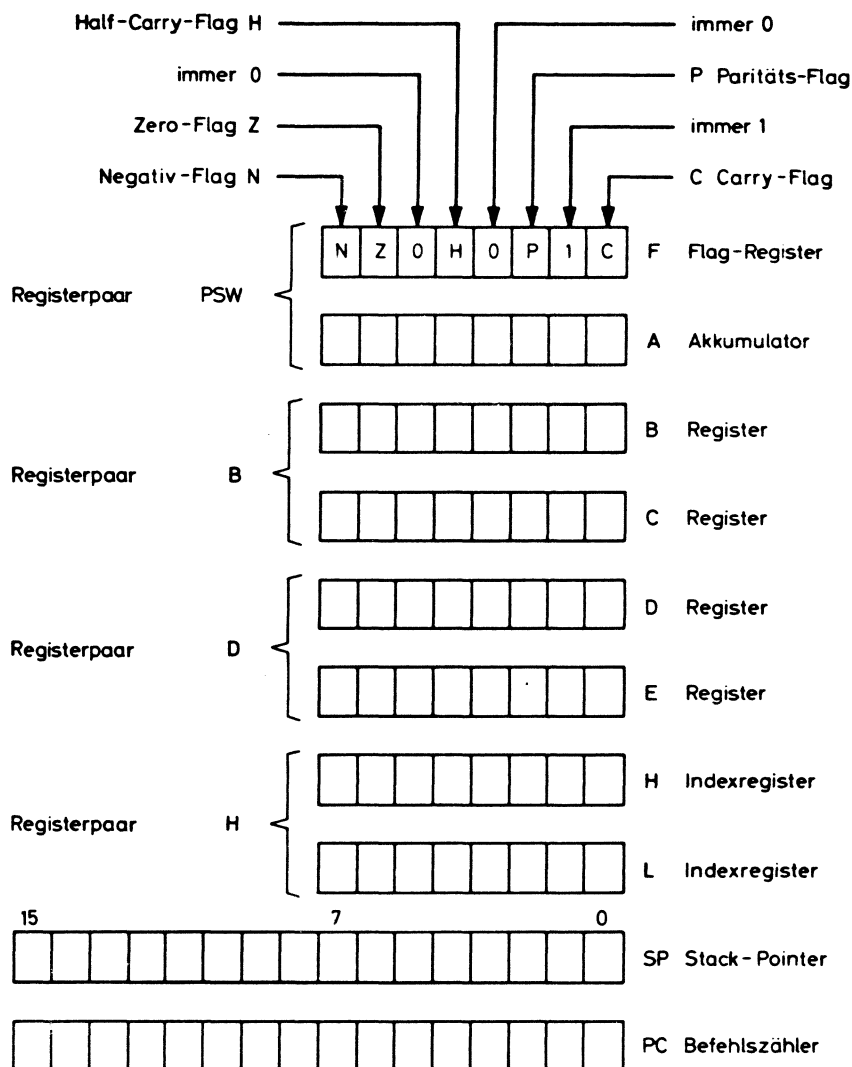 Half-Carry-Flag H
immer 0
immer 0
P Paritäts-Flag
Zero-Flag Z
immer 1
Negativ-Flag N
C Carry-Flag
N Z 0 H 0 P 1 C
F Flag-Register
Registerpaar PSW
A Akkumulator
B Register
Registerpaar B
C Register
D Register
Registerpaar D
E Register
H Indexregister
Registerpaar H
L Indexregister
15 7 0
SP Stack-Pointer
PC Befehlszähler